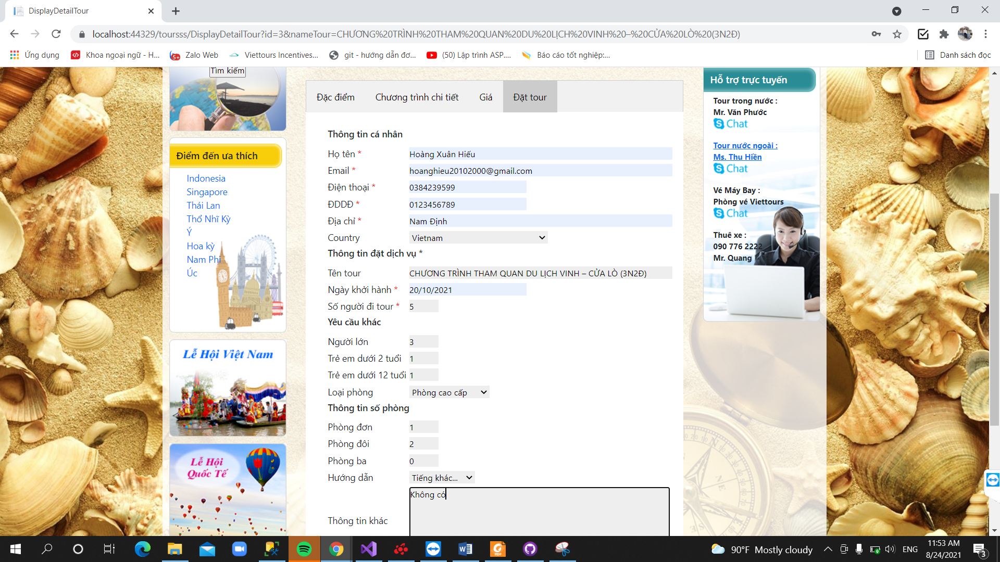 DisplayDetailTour
localhost:44329/toursss/DisplayDetailTour?id=3&nameTour=CHƯƠNG%20TRÌNH%20THAM%20QUAN%20DU%20LỊCH%20VINH%20–%20CỬA%20LÒ%20(3N2Đ)
Ứng dụng
Khoa ngoại ngữ - H...
5+
Zalo Web
Viettours Incentives...
git - hướng dẫn đơ...
(50) Lập trình ASP....
Báo cáo tốt nghiệp:...
Danh sách đọc
Tìm kiếm
Điểm đến ưa thích
Indonesia
Singapore
Thái Lan
Thổ Nhĩ Kỳ
Ý
Hoa kỳ
Nam Phi
Úc
Lễ Hội Việt Nam
Lễ Hội
Quốc Tế
Đặc điểm
Chương trình chi tiết
Giá
Đặt tour
Thông tin cá nhân
Họ tên * Hoàng Xuân Hiếu
Email * hoanghieu20102000@gmail.com
Điện thoại * 0384239599
ĐDDĐ * 0123456789
Địa chỉ * Nam Định
Country Vietnam
Thông tin đặt dịch vụ *
Tên tour CHƯƠNG TRÌNH THAM QUAN DU LỊCH VINH – CỬA LÒ (3N2Đ)
Ngày khởi hành * 20/10/2021
Số người đi tour * 5
Yêu cầu khác
Người lớn 3
Trẻ em dưới 2 tuổi 1
Trẻ em dưới 12 tuổi 1
Loại phòng Phòng cao cấp
Thông tin số phòng
Phòng đơn 1
Phòng đôi 2
Phòng ba 0
Hướng dẫn Tiếng khác...
Không có
Thông tin khác
Hỗ trợ trực tuyến
Tour trong nước :
Mr. Văn Phước
Chat
Tour nước ngoài :
Ms. Thu Hiền
Chat
Vé Máy Bay :
Phòng vé Viettours
Chat
Thuê xe :
090 776 2222
Mr. Quang
NE
90°F Mostly cloudy
ENG
11:53 AM
8/24/2021
3